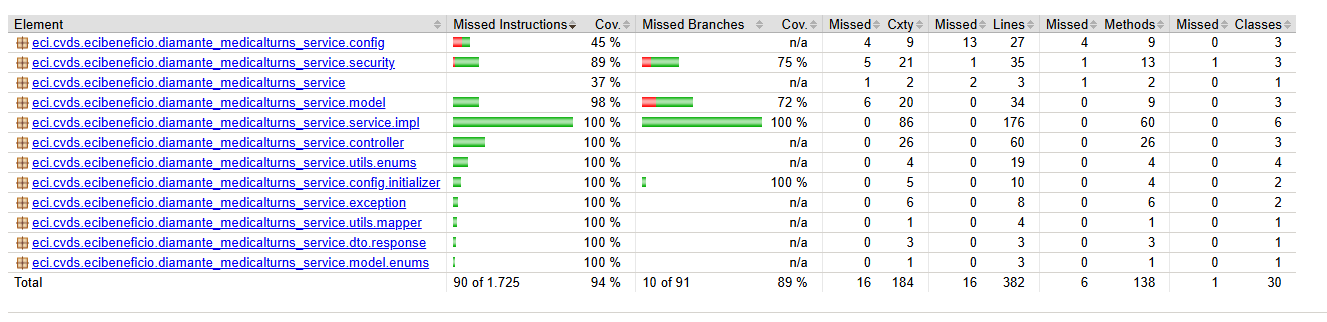 Element Missed Instructions Cov. Missed Branches Cov. Missed Cxty Missed Lines Missed Methods Missed Classes
eci.cvds.ecibeneficio.diamante_medicalturns_service.config 45 % n/a 4 9 13 27 4 9 0 3
eci.cvds.ecibeneficio.diamante_medicalturns_service.security 89 % 75 % 5 21 1 35 1 13 1 3
eci.cvds.ecibeneficio.diamante_medicalturns_service 37 % n/a 1 2 2 3 1 2 0 1
eci.cvds.ecibeneficio.diamante_medicalturns_service.model 98 % 72 % 6 20 0 34 0 9 0 3
eci.cvds.ecibeneficio.diamante_medicalturns_service.service.impl 100 % 100 % 0 86 0 176 0 60 0 6
eci.cvds.ecibeneficio.diamante_medicalturns_service.controller 100 % n/a 0 26 0 60 0 26 0 3
eci.cvds.ecibeneficio.diamante_medicalturns_service.utils.enums 100 % n/a 0 4 0 19 0 4 0 4
eci.cvds.ecibeneficio.diamante_medicalturns_service.config.initializer 100 % 100 % 0 5 0 10 0 4 0 2
eci.cvds.ecibeneficio.diamante_medicalturns_service.exception 100 % n/a 0 6 0 8 0 6 0 2
eci.cvds.ecibeneficio.diamante_medicalturns_service.utils.mapper 100 % n/a 0 1 0 4 0 1 0 1
eci.cvds.ecibeneficio.diamante_medicalturns_service.dto.response 100 % n/a 0 3 0 3 0 3 0 1
eci.cvds.ecibeneficio.diamante_medicalturns_service.model.enums 100 % n/a 0 1 0 3 0 1 0 1
Total 90 of 1.725 94 % 10 of 91 89 % 16 184 16 382 6 138 1 30